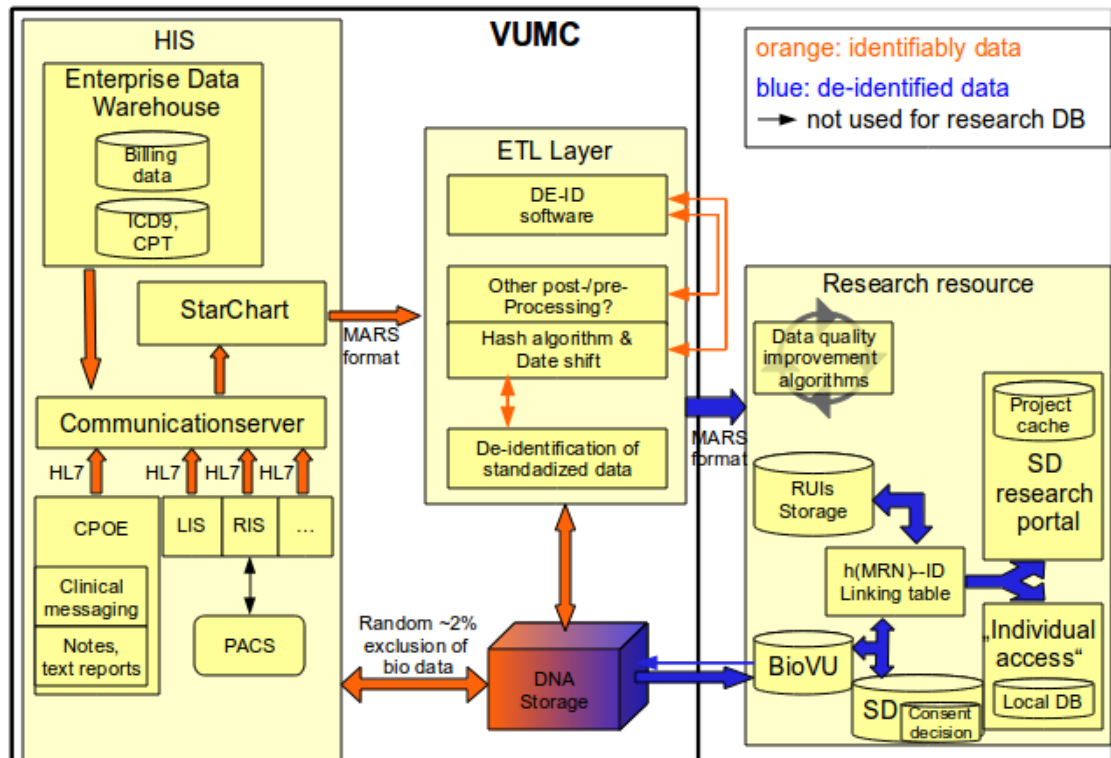 VUMC
HIS
Enterprise Data
Warehouse
Billing
data
ICD9,
CPT
StarChart
MARS
format
Communicationserver
HL7
HL7
HL7
HL7
CPOE
LIS
RIS
...
Clinical
messaging
Notes,
text reports
PACS
ETL Layer
DE-ID
software
Other post-/pre-
Processing?
Hash algorithm &
Date shift
De-identification of
standadized data
Random ~2%
exclusion of
bio data
DNA
Storage
orange: identifiably data
blue: de-identified data
not used for research DB
MARS
format
Research resource
Data quality
improvement
algorithms
RUIs
Storage
h(MRN)--ID
Linking table
BioVU
SD
Consent
decision
Project
cache
SD
research
portal
„Individual
access“
Local DB